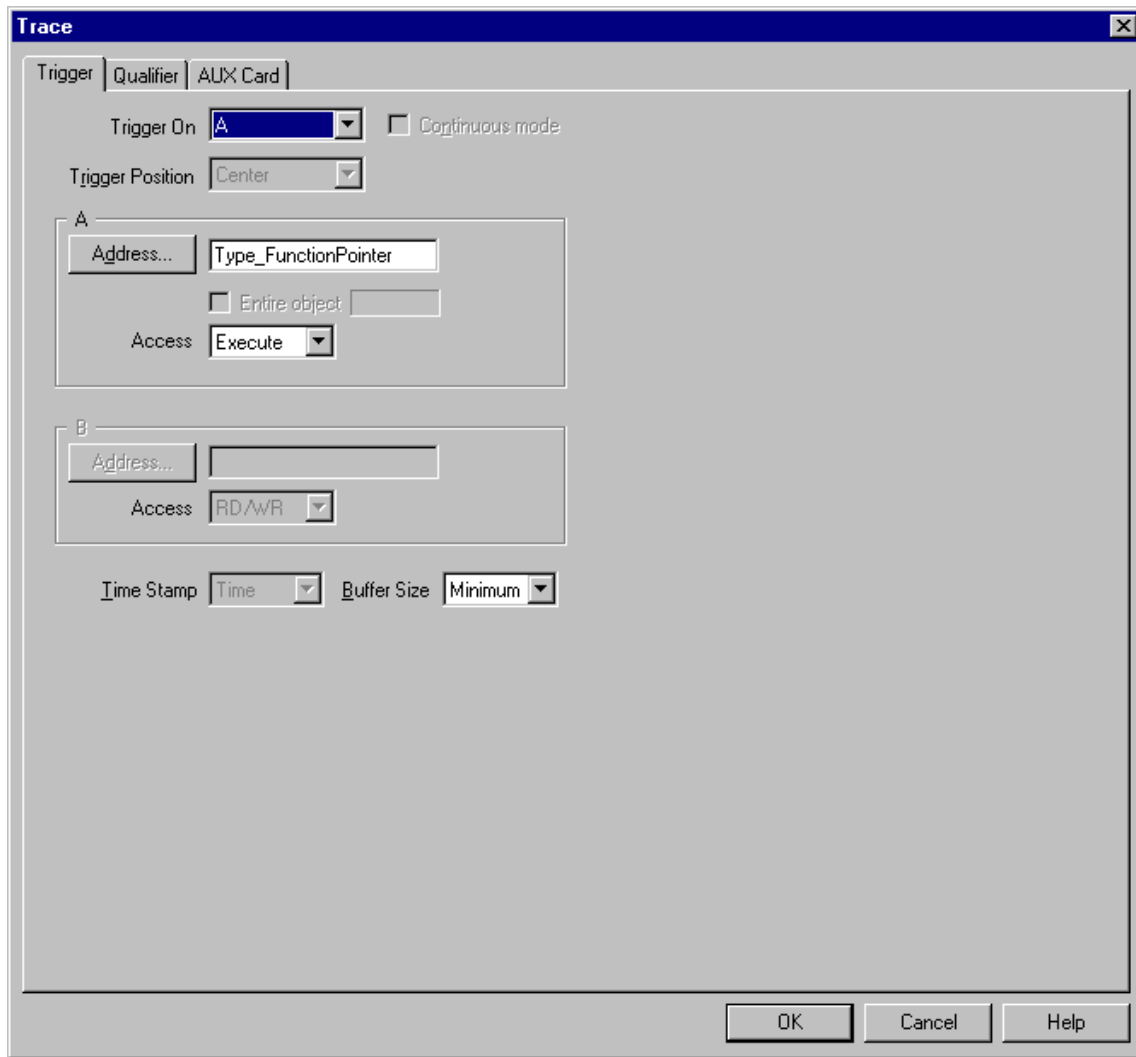 Trace
Trigger Qualifier AUX Card
Trigger On A Continuous mode
Trigger Position Center
A
Address... Type_FunctionPointer
Entire object
Access Execute
B
Address...
Access RD/WR
Time Stamp Time Buffer Size Minimum
OK Cancel Help